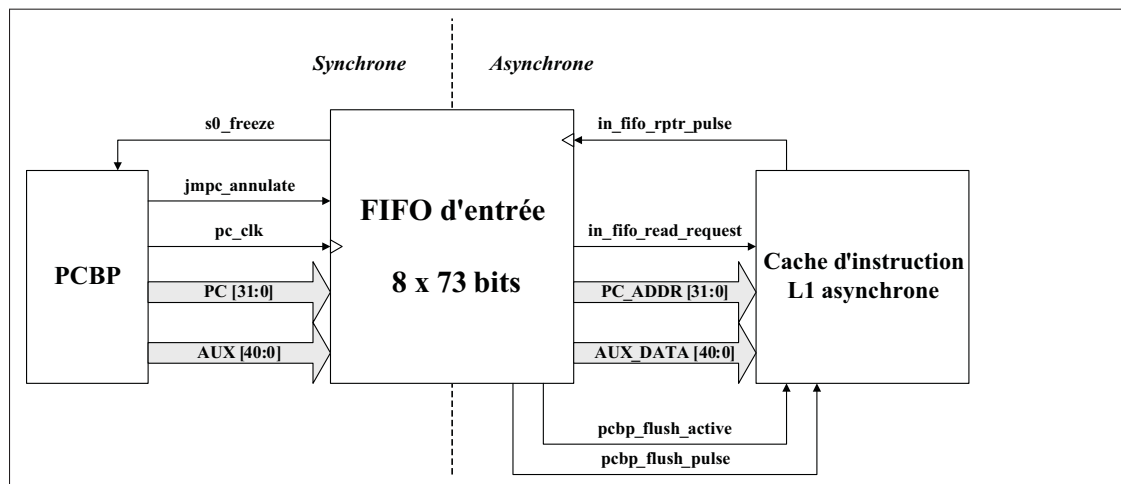 Synchrone
Asynchrone
s0_freeze
in_fifo_rptr_pulse
jmpc_annulate
FIFO d'entrée
pc_clk
in_fifo_read_request
PCBP
8 x 73 bits
Cache d'instruction
L1 asynchrone
PC [31:0]
PC_ADDR [31:0]
AUX [40:0]
AUX_DATA [40:0]
pcbp_flush_active
pcbp_flush_pulse